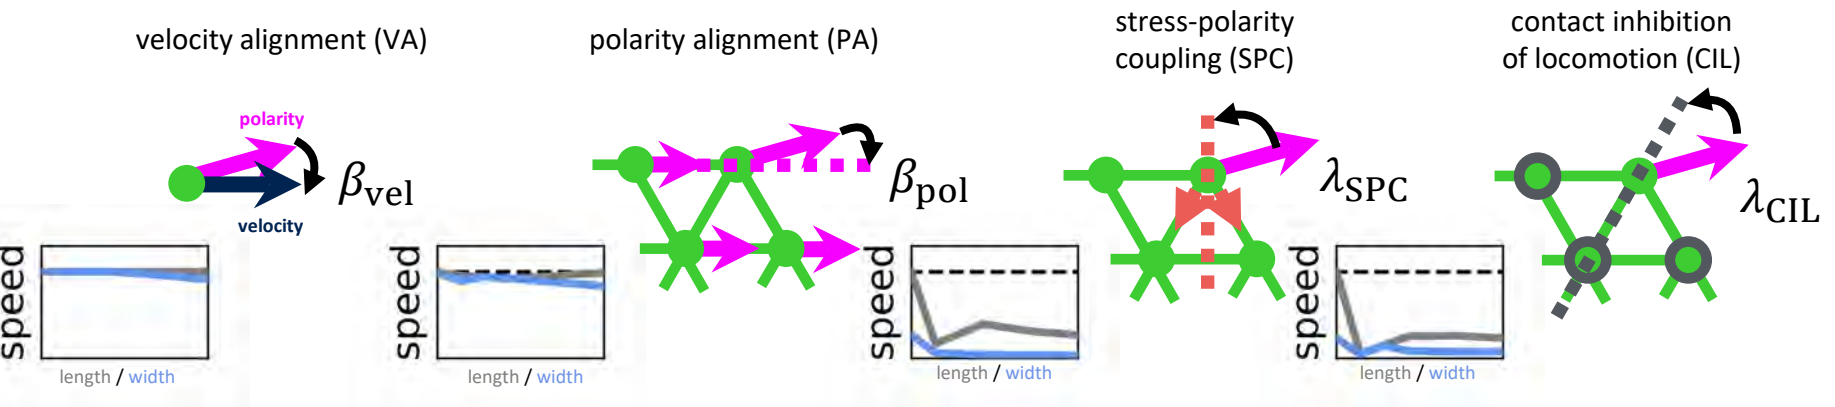 velocity alignment (VA)
polarity alignment (PA)
stress-polarity
coupling (SPC)
contact inhibition
of locomotion (CIL)
polarity
velocity
β_vel
β_pol
λ_SPC
λ_CIL
speed
length / width
speed
length / width
speed
length / width
speed
length / width